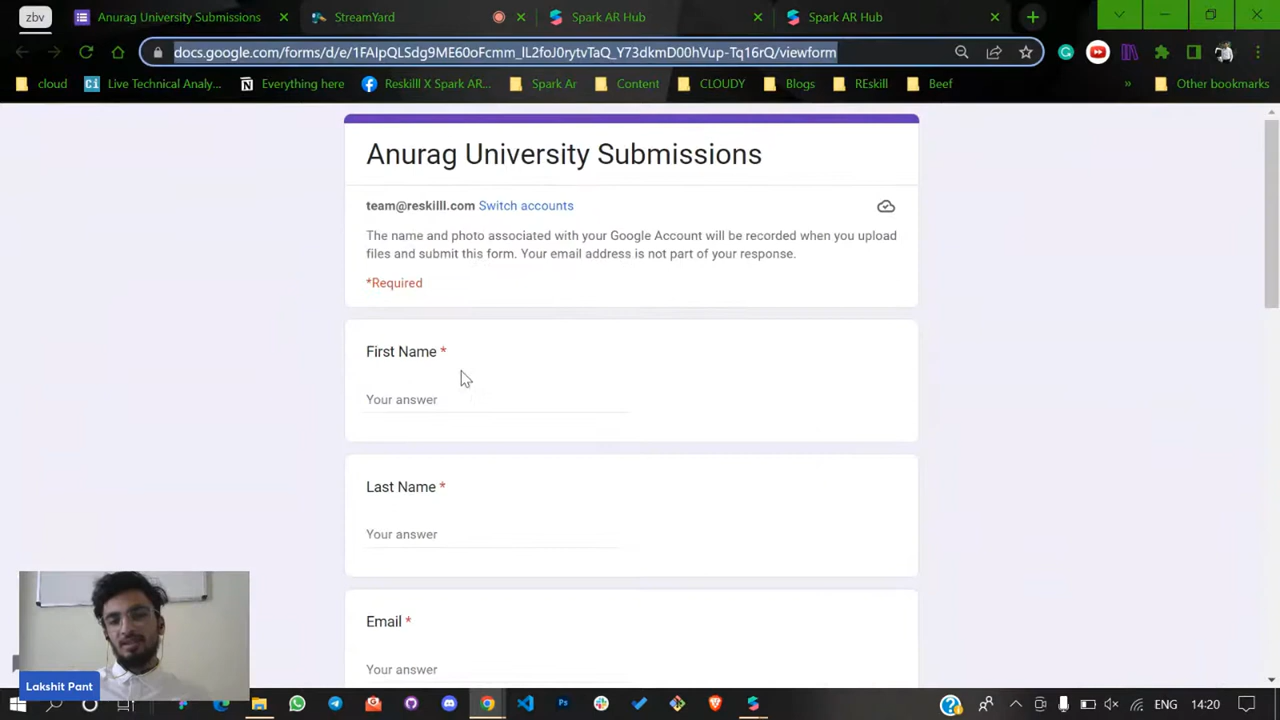 zbv
Anurag University Submissions
StreamYard
Spark AR Hub
Spark AR Hub
docs.google.com/forms/d/e/1FAIpQLSdg9ME60oFcmm_lL2foJ0rytvTaQ_Y73dkmD00hVup-Tq16rQ/viewform
cloud
Live Technical Analy...
Everything here
Reskilll X Spark AR...
Spark Ar
Content
CLOUDY
Blogs
REskill
Beef
»
Other bookmarks
Anurag University Submissions
team@reskilll.com Switch accounts
The name and photo associated with your Google Account will be recorded when you upload
files and submit this form. Your email address is not part of your response.
*Required
First Name *
Your answer
Last Name *
Your answer
Email *
Your answer
Lakshit Pant
ENG
14:20